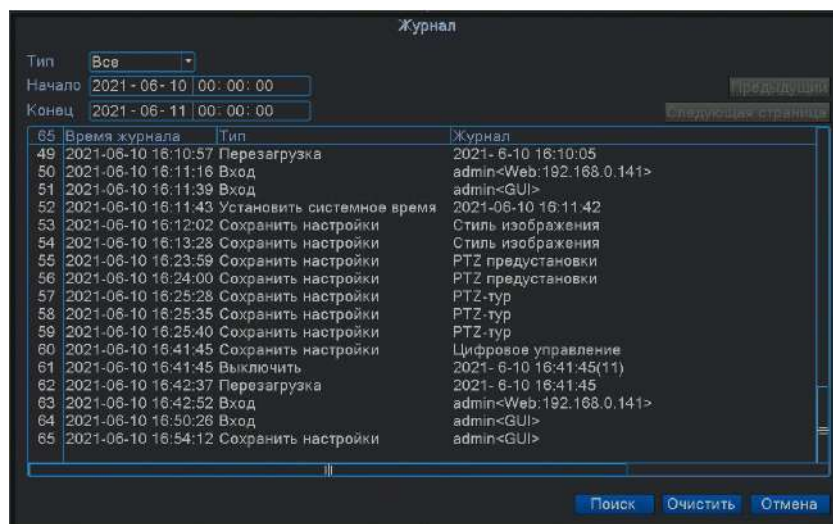 Журнал
Тип Все
Начало 2021-06-10 00:00:00 Предыдущий
Конец 2021-06-11 00:00:00 Следующая страница
65 Время журнала Тип Журнал
49 2021-06-10 16:10:57 Перезагрузка 2021- 6-10 16:10:05
50 2021-06-10 16:11:16 Вход admin<Web:192.168.0.141>
51 2021-06-10 16:11:39 Вход admin<GUI>
52 2021-06-10 16:11:43 Установить системное время 2021-06-10 16:11:42
53 2021-06-10 16:12:02 Сохранить настройки Стиль изображения
54 2021-06-10 16:13:28 Сохранить настройки Стиль изображения
55 2021-06-10 16:23:59 Сохранить настройки PTZ предустановки
56 2021-06-10 16:24:00 Сохранить настройки PTZ предустановки
57 2021-06-10 16:25:28 Сохранить настройки PTZ-тур
58 2021-06-10 16:25:35 Сохранить настройки PTZ-тур
59 2021-06-10 16:25:40 Сохранить настройки PTZ-тур
60 2021-06-10 16:41:45 Сохранить настройки Цифровое управление
61 2021-06-10 16:41:45 Выключить 2021- 6-10 16:41:45(11)
62 2021-06-10 16:42:37 Перезагрузка 2021- 6-10 16:41:45
63 2021-06-10 16:42:52 Вход admin<Web:192.168.0.141>
64 2021-06-10 16:50:26 Вход admin<GUI>
65 2021-06-10 16:54:12 Сохранить настройки admin<GUI>
Поиск Очистить Отмена